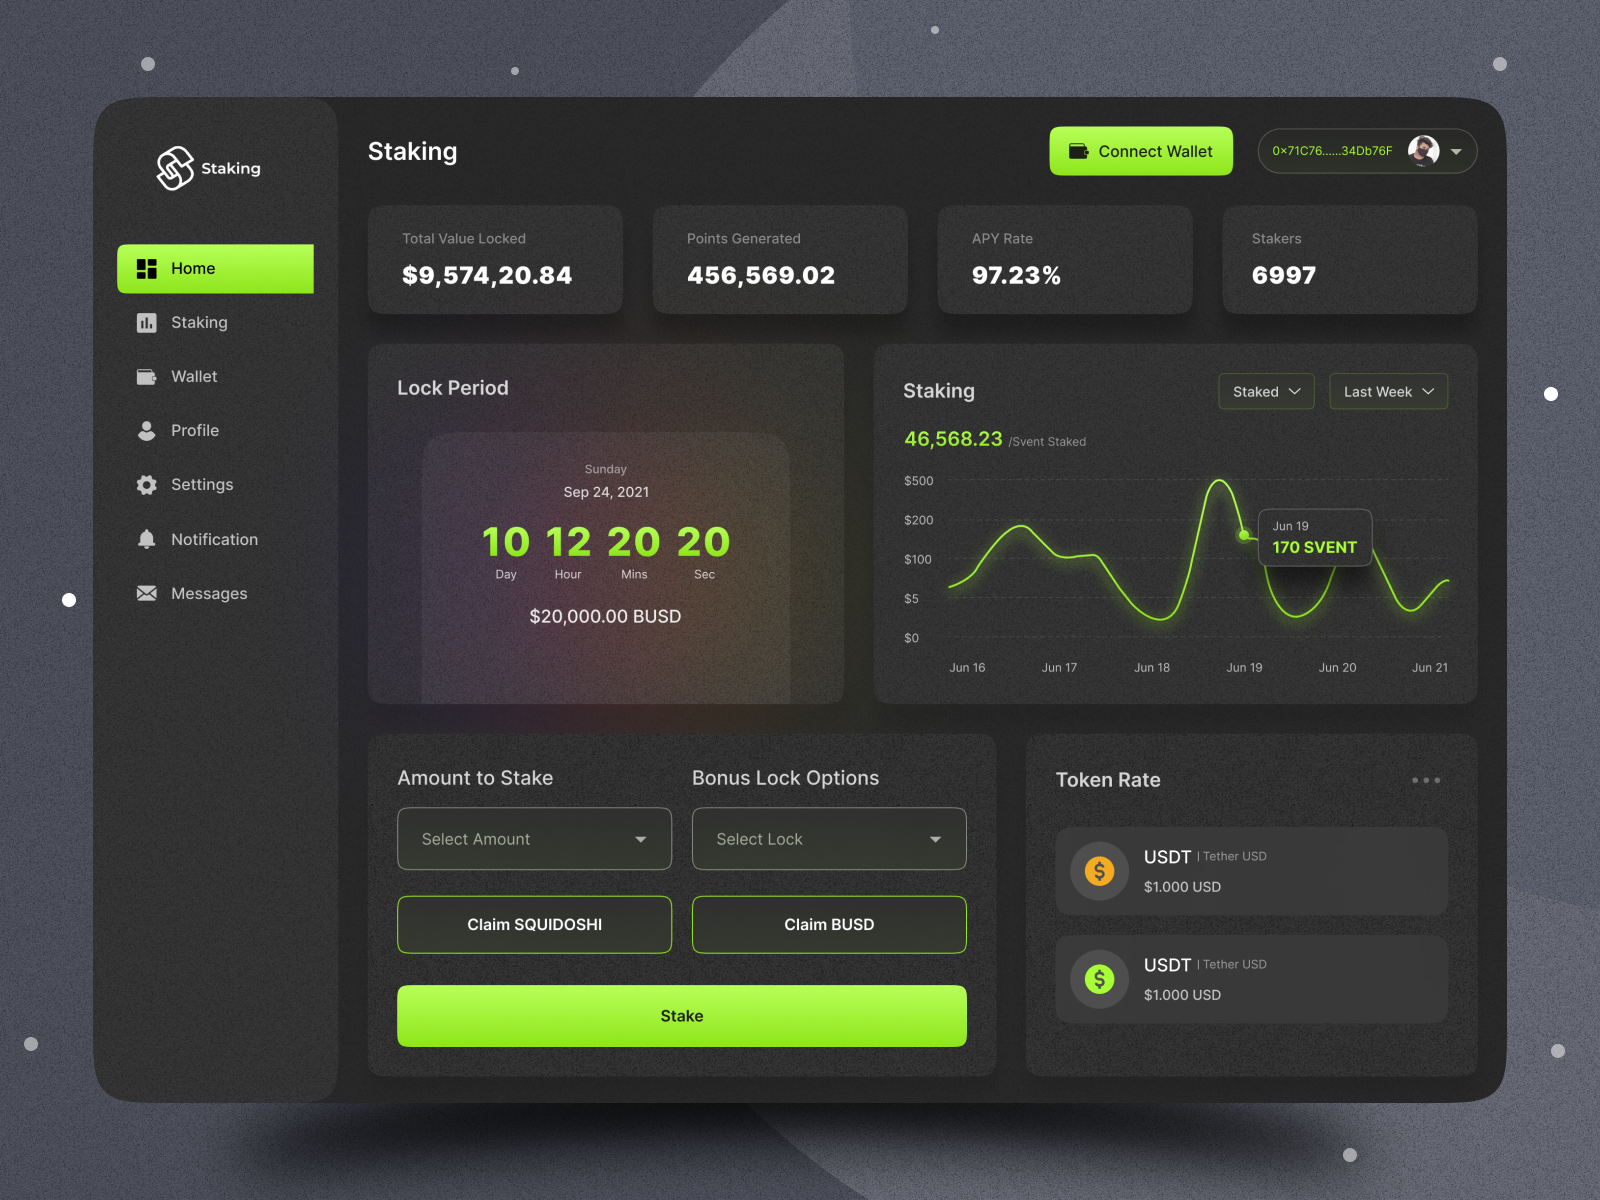 Staking
Home
Staking
Wallet
Profile
Settings
Notification
Messages
Staking
Connect Wallet
0x71C76......34Db76F
Total Value Locked
$9,574,20.84
Points Generated
456,569.02
APY Rate
97.23%
Stakers
6997
Lock Period
Sunday
Sep 24, 2021
10 12 20 20
Day Hour Mins Sec
$20,000.00 BUSD
Staking
Staked
Last Week
46,568.23 /Svent Staked
$500
$200
$100
$5
$0
Jun 19
170 SVENT
Jun 16 Jun 17 Jun 18 Jun 19 Jun 20 Jun 21
Amount to Stake
Select Amount
Bonus Lock Options
Select Lock
Claim SQUIDOSHI
Claim BUSD
Stake
Token Rate
USDT | Tether USD
$1.000 USD
USDT | Tether USD
$1.000 USD